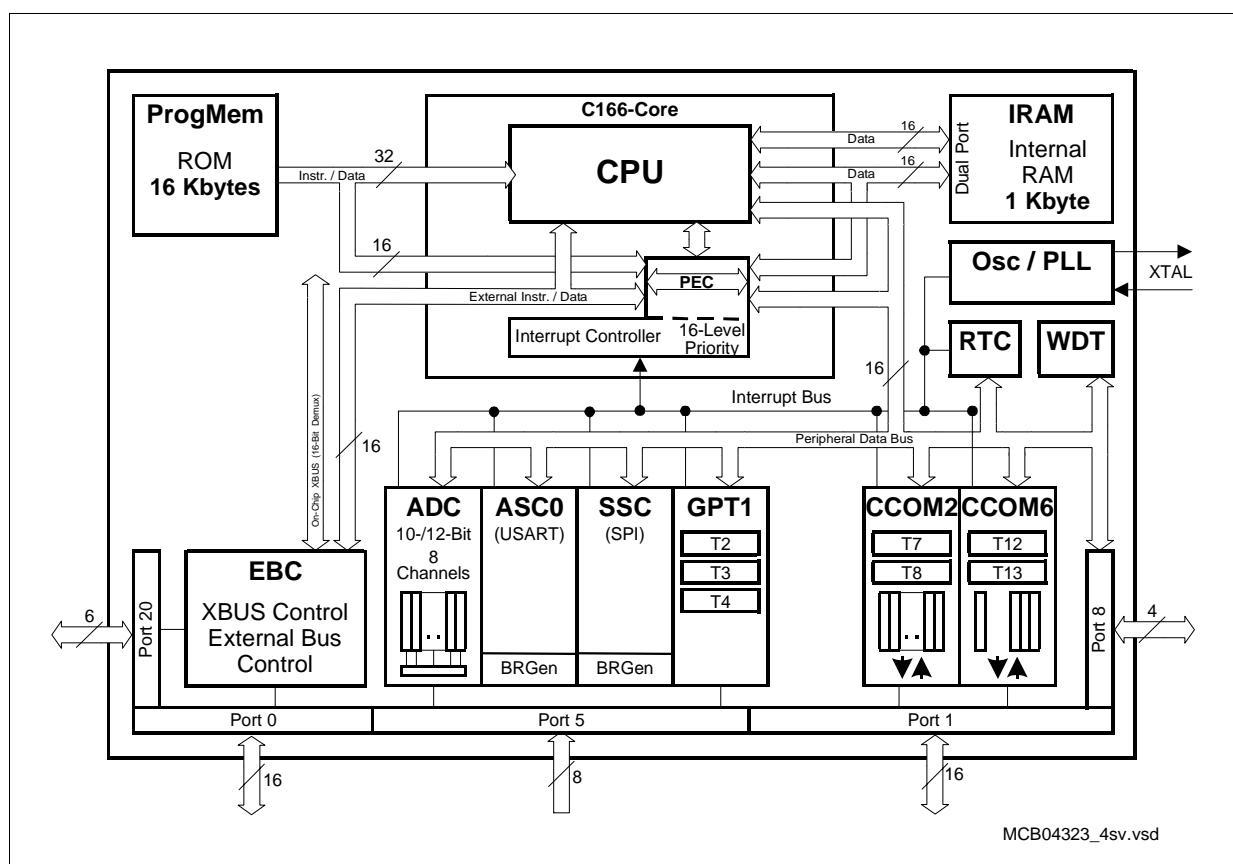 C166-Core
ProgMem
ROM
16 Kbytes
32
Instr. / Data
CPU
16
Data
16
Data
Dual Port
IRAM
Internal
RAM
1 Kbyte
16
PEC
External Instr. / Data
Interrupt Controller
16-Level
Priority
Osc / PLL
XTAL
RTC
WDT
16
Interrupt Bus
Peripheral Data Bus
On-Chip XBUS (16-Bit Demux)
16
ADC
10-/12-Bit
8
Channels
. .
ASC0
(USART)
BRGen
SSC
(SPI)
BRGen
GPT1
T2
T3
T4
CCOM2
T7
T8
. .
CCOM6
T12
T13
EBC
XBUS Control
External Bus
Control
6
Port 20
Port 8
4
Port 0
Port 5
Port 1
16
8
16
MCB04323_4sv.vsd